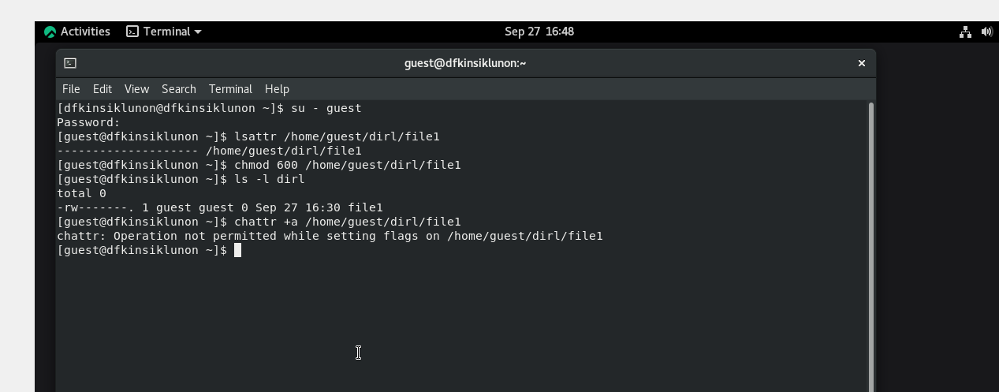 Activities Terminal Sep 27 16:48
guest@dfkinsiklunon:~
File Edit View Search Terminal Help
[dfkinsiklunon@dfkinsiklunon ~]$ su - guest
Password:
[guest@dfkinsiklunon ~]$ lsattr /home/guest/dirl/file1
-------------------- /home/guest/dirl/file1
[guest@dfkinsiklunon ~]$ chmod 600 /home/guest/dirl/file1
[guest@dfkinsiklunon ~]$ ls -l dirl
total 0
-rw-------. 1 guest guest 0 Sep 27 16:30 file1
[guest@dfkinsiklunon ~]$ chattr +a /home/guest/dirl/file1
chattr: Operation not permitted while setting flags on /home/guest/dirl/file1
[guest@dfkinsiklunon ~]$